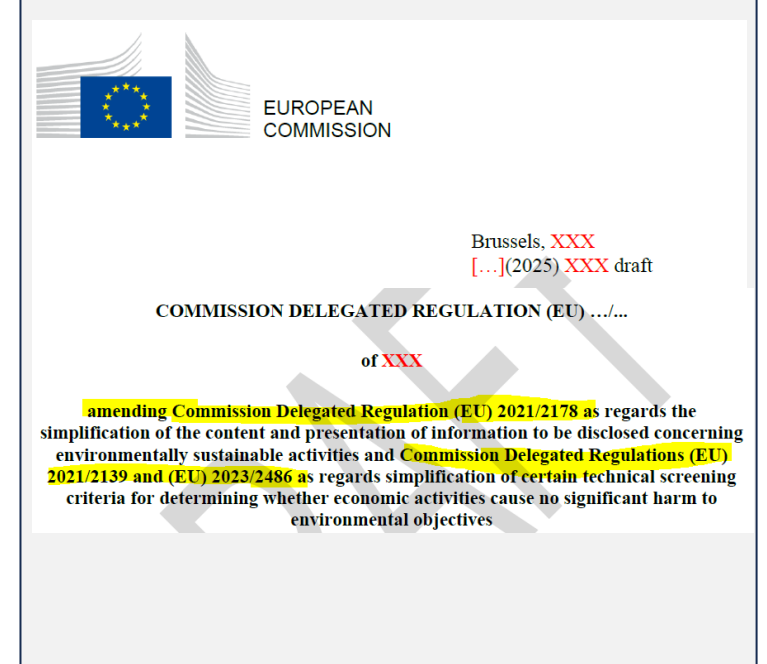 EUROPEAN
COMMISSION
Brussels, XXX
[…](2025) XXX draft
COMMISSION DELEGATED REGULATION (EU) …/...
of XXX
amending Commission Delegated Regulation (EU) 2021/2178 as regards the
simplification of the content and presentation of information to be disclosed concerning
environmentally sustainable activities and Commission Delegated Regulations (EU)
2021/2139 and (EU) 2023/2486 as regards simplification of certain technical screening
criteria for determining whether economic activities cause no significant harm to
environmental objectives
DRAFT